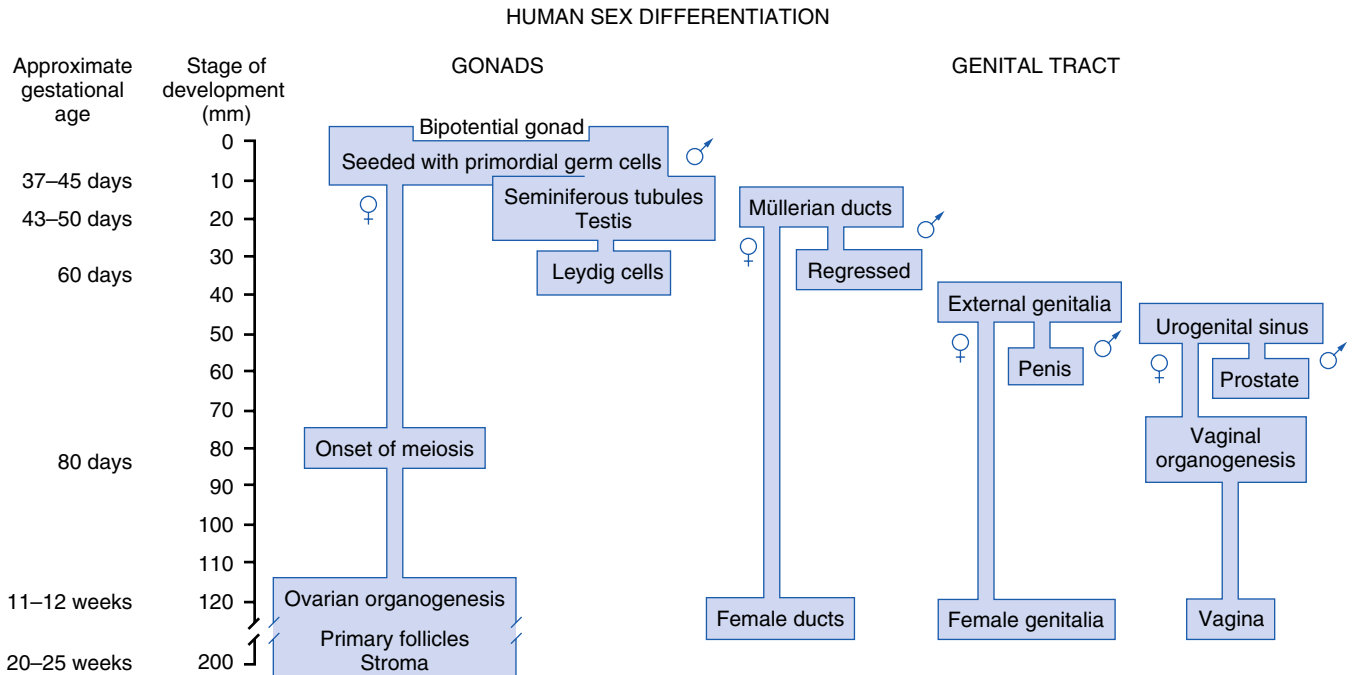 HUMAN SEX DIFFERENTIATION
Approximate
gestational
age
Stage of
development
(mm)
GONADS
GENITAL TRACT
0
Bipotential gonad
Seeded with primordial germ cells
♂
37–45 days
10
Seminiferous tubules
Testis
♀
Müllerian ducts
43–50 days
20
♂
♀
30
Leydig cells
Regressed
60 days
40
External genitalia
Urogenital sinus
50
♀
♂
Penis
♀
♂
60
Prostate
70
Onset of meiosis
80
Vaginal
organogenesis
80 days
90
100
110
11–12 weeks
120
Ovarian organogenesis
Female ducts
Female genitalia
Vagina
Primary follicles
Stroma
20–25 weeks
200